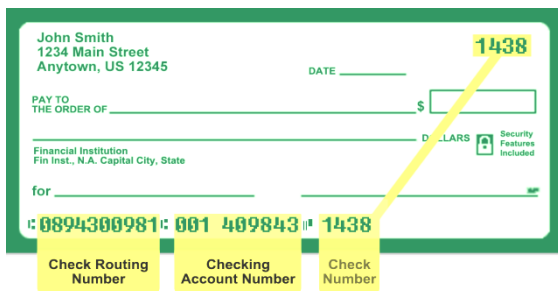 John Smith
1234 Main Street
Anytown, US 12345
1438
DATE
PAY TO
THE ORDER OF
$
DOLLARS
Security
Features
Included
Financial Institution
Fin Inst., N.A. Capital City, State
for
⑆0894300981⑆ 001 409843⑈ 1438
Check Routing
Number
Checking
Account Number
Check
Number